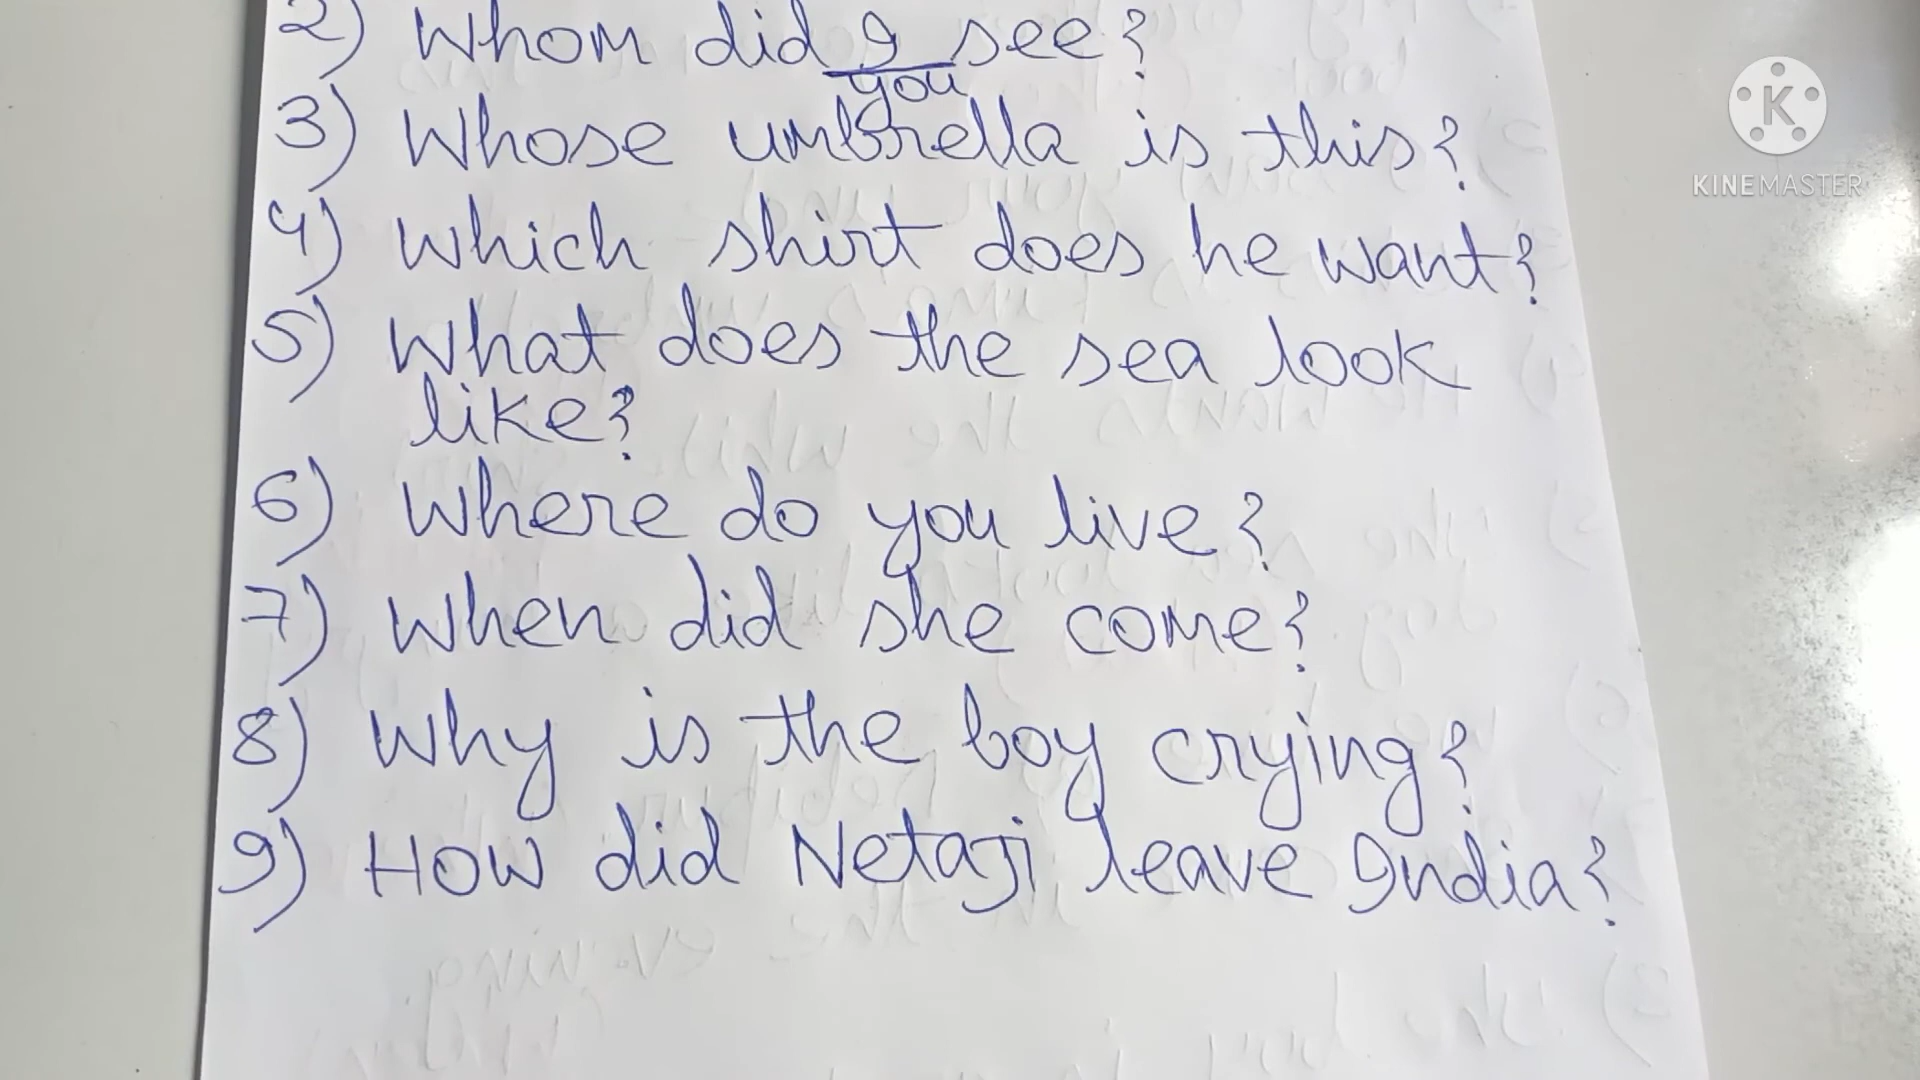 2) Whom did I see?
you
3) Whose umbrella is this?
4) Which shirt does he want?
5) What does the sea look
like?
6) Where do you live?
7) When did she come?
8) Why is the boy crying?
9) How did Netaji leave India?
K
KINEMASTER